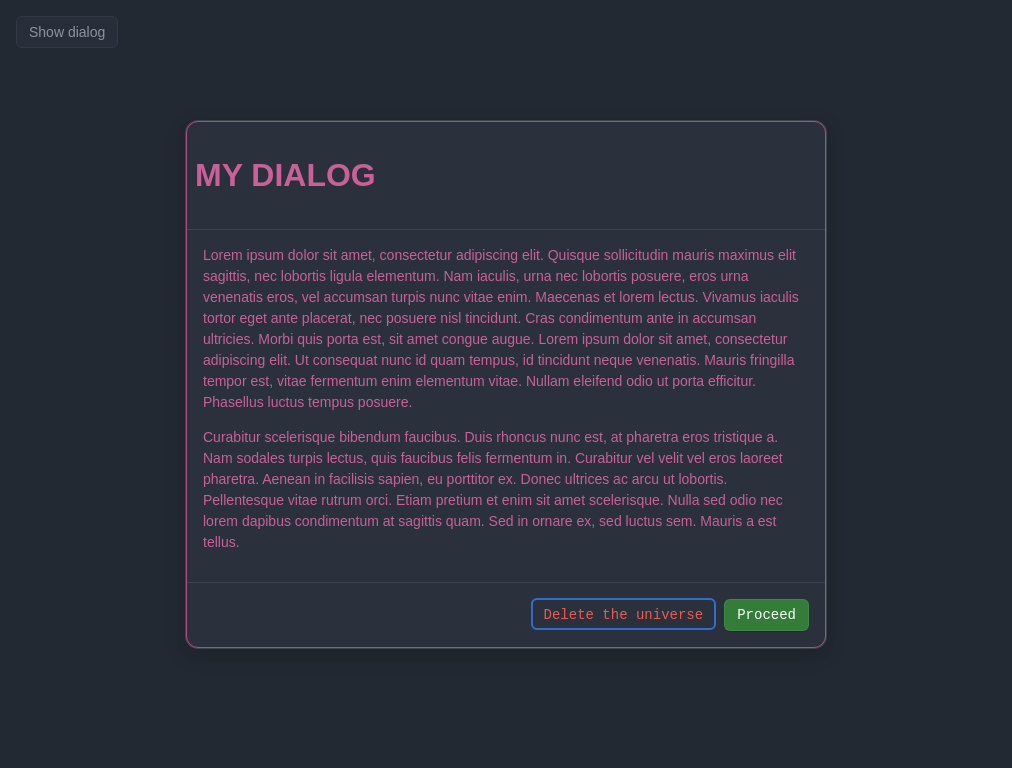 Show dialog
MY DIALOG
Lorem ipsum dolor sit amet, consectetur adipiscing elit. Quisque sollicitudin mauris maximus elit
sagittis, nec lobortis ligula elementum. Nam iaculis, urna nec lobortis posuere, eros urna
venenatis eros, vel accumsan turpis nunc vitae enim. Maecenas et lorem lectus. Vivamus iaculis
tortor eget ante placerat, nec posuere nisl tincidunt. Cras condimentum ante in accumsan
ultricies. Morbi quis porta est, sit amet congue augue. Lorem ipsum dolor sit amet, consectetur
adipiscing elit. Ut consequat nunc id quam tempus, id tincidunt neque venenatis. Mauris fringilla
tempor est, vitae fermentum enim elementum vitae. Nullam eleifend odio ut porta efficitur.
Phasellus luctus tempus posuere.
Curabitur scelerisque bibendum faucibus. Duis rhoncus nunc est, at pharetra eros tristique a.
Nam sodales turpis lectus, quis faucibus felis fermentum in. Curabitur vel velit vel eros laoreet
pharetra. Aenean in facilisis sapien, eu porttitor ex. Donec ultrices ac arcu ut lobortis.
Pellentesque vitae rutrum orci. Etiam pretium et enim sit amet scelerisque. Nulla sed odio nec
lorem dapibus condimentum at sagittis quam. Sed in ornare ex, sed luctus sem. Mauris a est
tellus.
Delete the universe Proceed